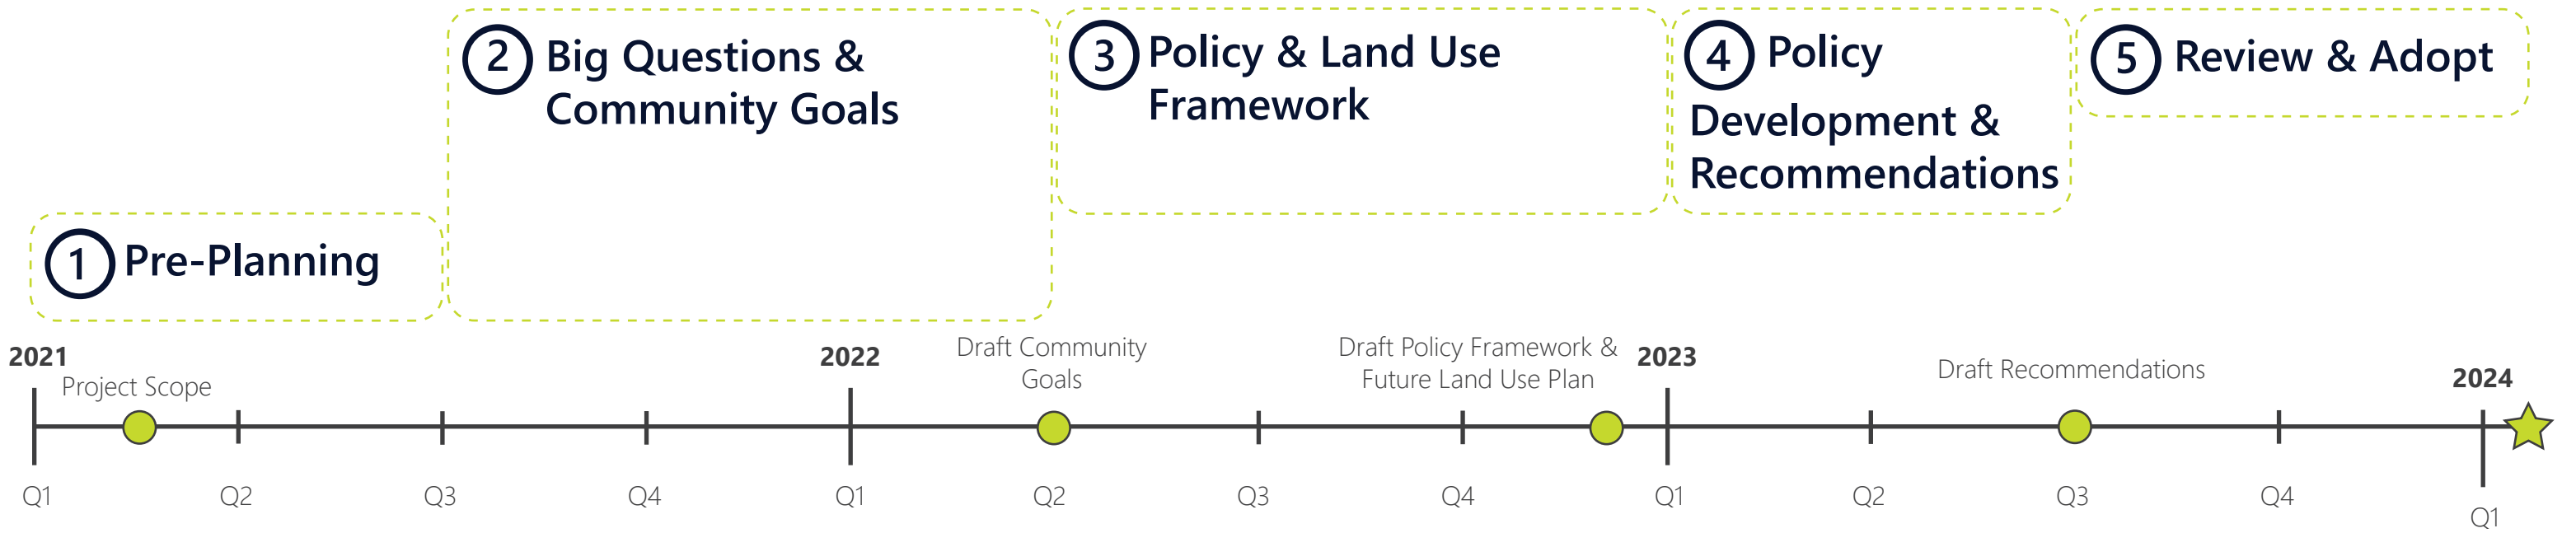 1 Pre-Planning
2 Big Questions &
Community Goals
3 Policy & Land Use
Framework
4 Policy
Development &
Recommendations
5 Review & Adopt
2021
Project Scope
2022
Draft Community
Goals
Draft Policy Framework &
Future Land Use Plan
2023
Draft Recommendations
2024
Q1 Q2 Q3 Q4 Q1 Q2 Q3 Q4 Q1 Q2 Q3 Q4 Q1